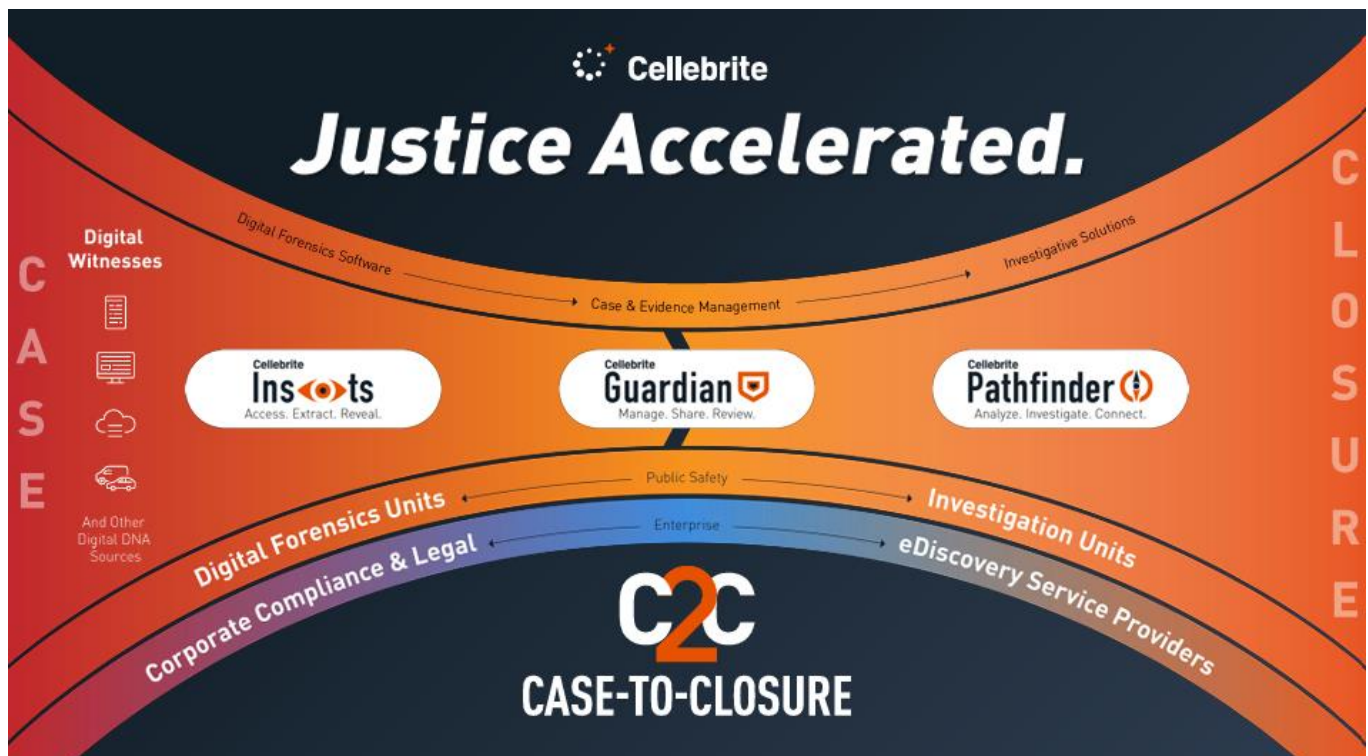 Cellebrite
Justice Accelerated.
Digital Forensics Software
Case & Evidence Management
Investigative Solutions
CASE
Digital
Witnesses
And Other
Digital DNA
Sources
Cellebrite
Ins ts
Access. Extract. Reveal.
Cellebrite
Guardian
Manage. Share. Review.
Cellebrite
Pathfinder
Analyze. Investigate. Connect.
CLOSURE
Digital Forensics Units
Public Safety
Investigation Units
Corporate Compliance & Legal
Enterprise
eDiscovery Service Providers
C2C
CASE-TO-CLOSURE